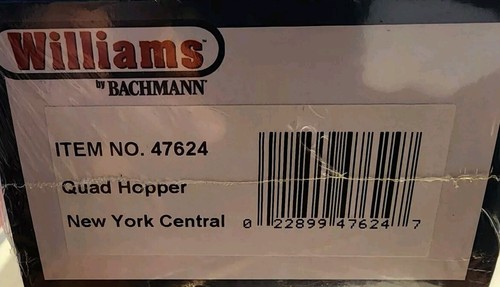 Williams
by BACHMANN
ITEM NO. 47624
Quad Hopper
New York Central
0 22899 47624 7